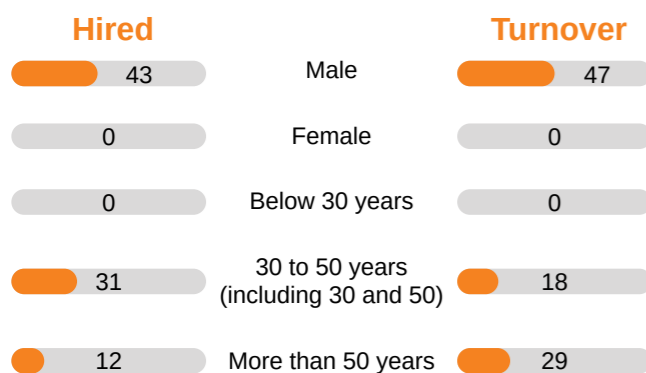 Hired Turnover
43 Male 47
0 Female 0
0 Below 30 years 0
31 30 to 50 years 18
(including 30 and 50)
12 More than 50 years 29